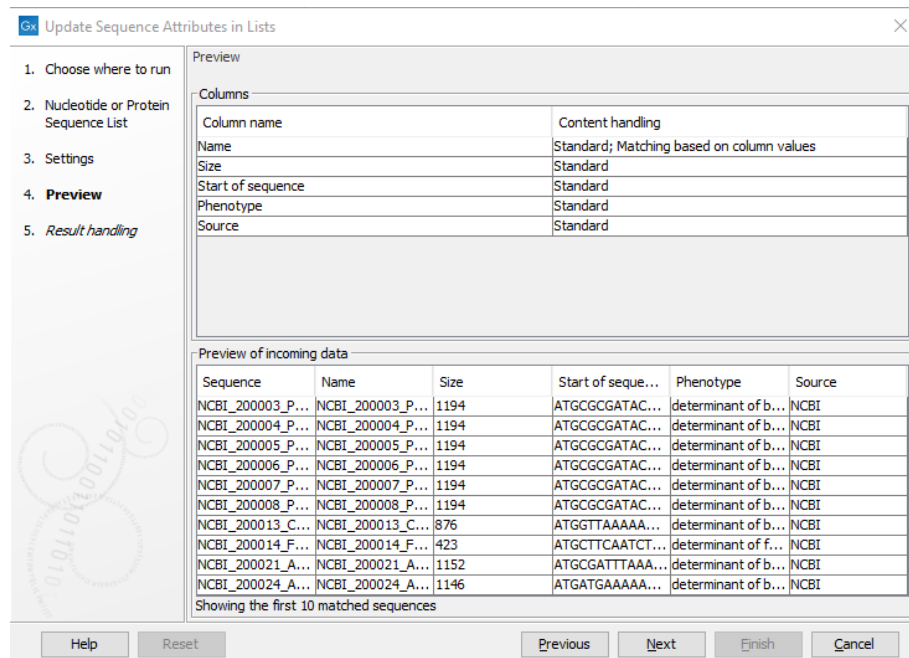 Gx Update Sequence Attributes in Lists
1. Choose where to run
2. Nucleotide or Protein
Sequence List
3. Settings
4. Preview
5. Result handling
Preview
Columns
Column name Content handling
Name Standard; Matching based on column values
Size Standard
Start of sequence Standard
Phenotype Standard
Source Standard
Preview of incoming data
Sequence Name Size Start of seque... Phenotype Source
NCBI_200003_P... NCBI_200003_P... 1194 ATGCGCGATAC... determinant of b... NCBI
NCBI_200004_P... NCBI_200004_P... 1194 ATGCGCGATAC... determinant of b... NCBI
NCBI_200005_P... NCBI_200005_P... 1194 ATGCGCGATAC... determinant of b... NCBI
NCBI_200006_P... NCBI_200006_P... 1194 ATGCGCGATAC... determinant of b... NCBI
NCBI_200007_P... NCBI_200007_P... 1194 ATGCGCGATAC... determinant of b... NCBI
NCBI_200008_P... NCBI_200008_P... 1194 ATGCGCGATAC... determinant of b... NCBI
NCBI_200013_C... NCBI_200013_C... 876 ATGGTTAAAAA... determinant of b... NCBI
NCBI_200014_F... NCBI_200014_F... 423 ATGCTTCAATCT... determinant of f... NCBI
NCBI_200021_A... NCBI_200021_A... 1152 ATGCGATTTAAA... determinant of b... NCBI
NCBI_200024_A... NCBI_200024_A... 1146 ATGATGAAAAA... determinant of b... NCBI
Showing the first 10 matched sequences
Help Reset Previous Next Finish Cancel